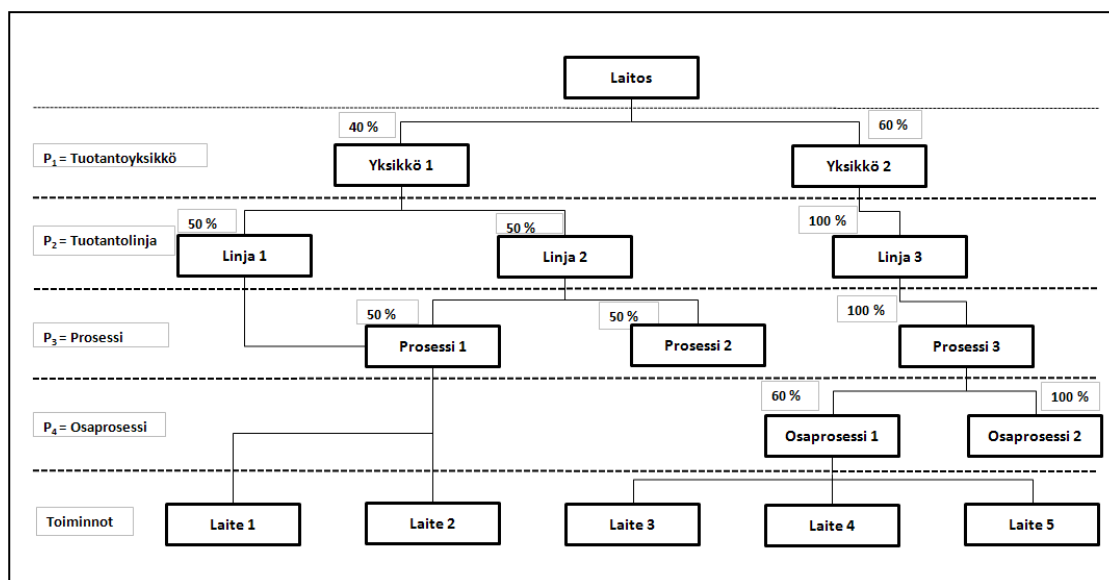 Laitos
40 %
60 %
P₁ = Tuotantoyksikkö
Yksikkö 1
Yksikkö 2
50 %
50 %
100 %
P₂ = Tuotantolinja
Linja 1
Linja 2
Linja 3
50 %
50 %
100 %
P₃ = Prosessi
Prosessi 1
Prosessi 2
Prosessi 3
60 %
100 %
P₄ = Osaprosessi
Osaprosessi 1
Osaprosessi 2
Toiminnot
Laite 1
Laite 2
Laite 3
Laite 4
Laite 5